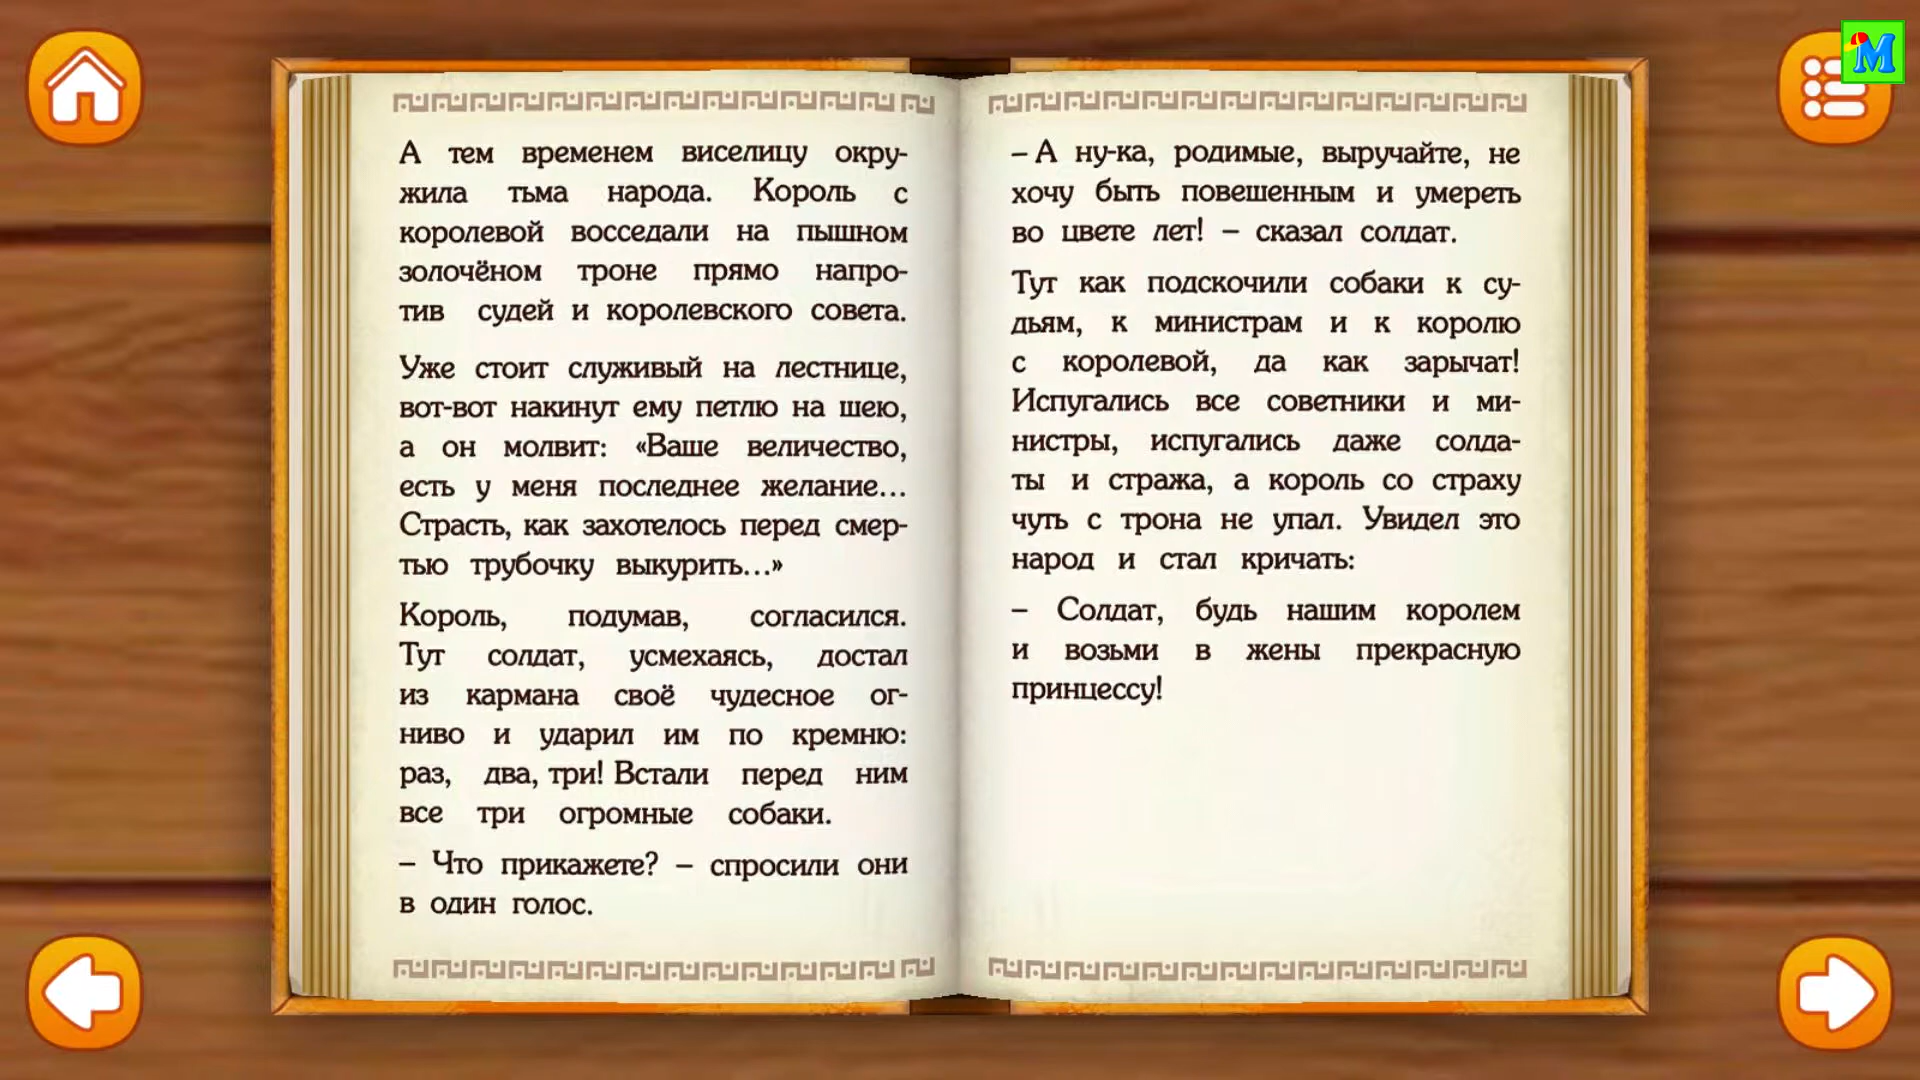 А тем временем виселицу окру-
жила тьма народа. Король с
королевой восседали на пышном
золочёном троне прямо напро-
тив судей и королевского совета.
Уже стоит служивый на лестнице,
вот-вот накинут ему петлю на шею,
а он молвит: «Ваше величество,
есть у меня последнее желание...
Страсть, как захотелось перед смер-
тью трубочку выкурить...»
Король, подумав, согласился.
Тут солдат, усмехаясь, достал
из кармана своё чудесное ог-
ниво и ударил им по кремню:
раз, два, три! Встали перед ним
все три огромные собаки.
– Что прикажете? – спросили они
в один голос.
– А ну-ка, родимые, выручайте, не
хочу быть повешенным и умереть
во цвете лет! – сказал солдат.
Тут как подскочили собаки к су-
дьям, к министрам и к королю
с королевой, да как зарычат!
Испугались все советники и ми-
нистры, испугались даже солда-
ты и стража, а король со страху
чуть с трона не упал. Увидел это
народ и стал кричать:
– Солдат, будь нашим королем
и возьми в жены прекрасную
принцессу!
M